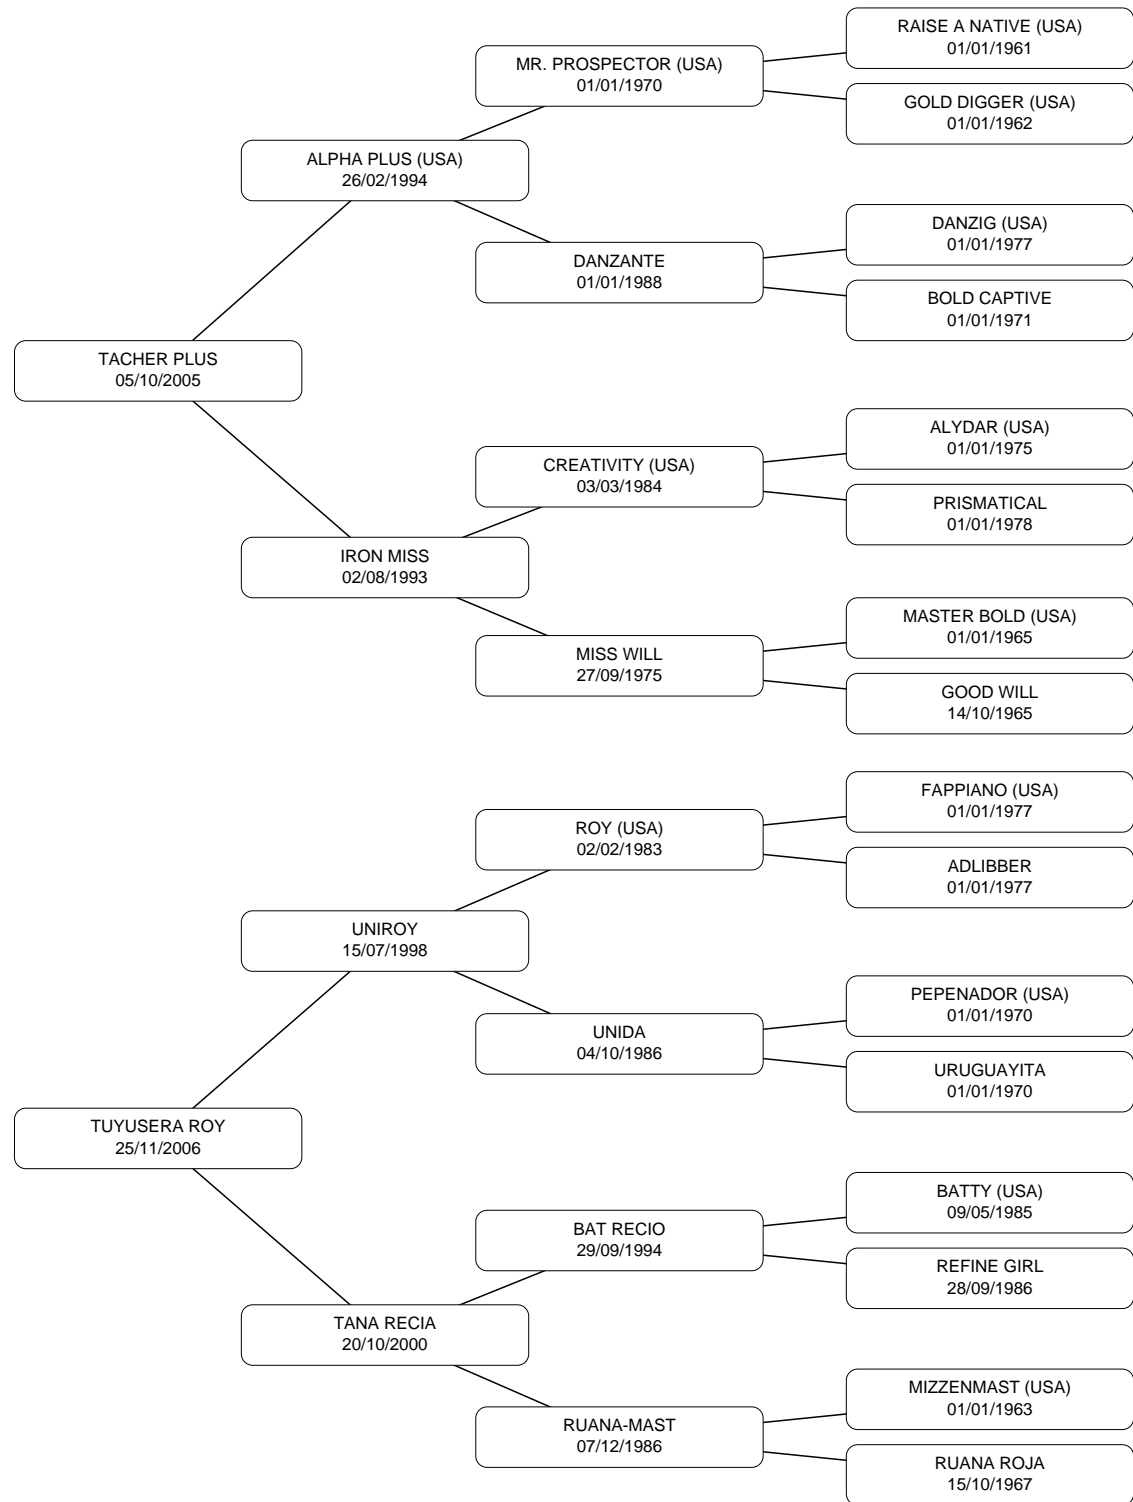 RAISE A NATIVE (USA)
01/01/1961
MR. PROSPECTOR (USA)
01/01/1970
GOLD DIGGER (USA)
01/01/1962
ALPHA PLUS (USA)
26/02/1994
DANZIG (USA)
01/01/1977
DANZANTE
01/01/1988
BOLD CAPTIVE
01/01/1971
TACHER PLUS
05/10/2005
ALYDAR (USA)
01/01/1975
CREATIVITY (USA)
03/03/1984
PRISMATICAL
01/01/1978
IRON MISS
02/08/1993
MASTER BOLD (USA)
01/01/1965
MISS WILL
27/09/1975
GOOD WILL
14/10/1965
FAPPIANO (USA)
01/01/1977
ROY (USA)
02/02/1983
ADLIBBER
01/01/1977
UNIROY
15/07/1998
PEPENADOR (USA)
01/01/1970
UNIDA
04/10/1986
URUGUAYITA
01/01/1970
TUYUSERA ROY
25/11/2006
BATTY (USA)
09/05/1985
BAT RECIO
29/09/1994
REFINE GIRL
28/09/1986
TANA RECIA
20/10/2000
MIZZENMAST (USA)
01/01/1963
RUANA-MAST
07/12/1986
RUANA ROJA
15/10/1967